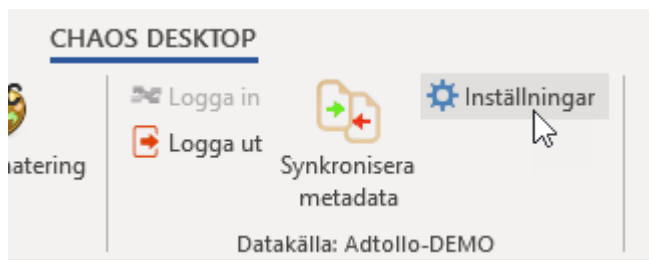 CHAOS DESKTOP
Logga in
Logga ut
Synkronisera
metadata
Inställningar
Datakälla: Adtollo-DEMO